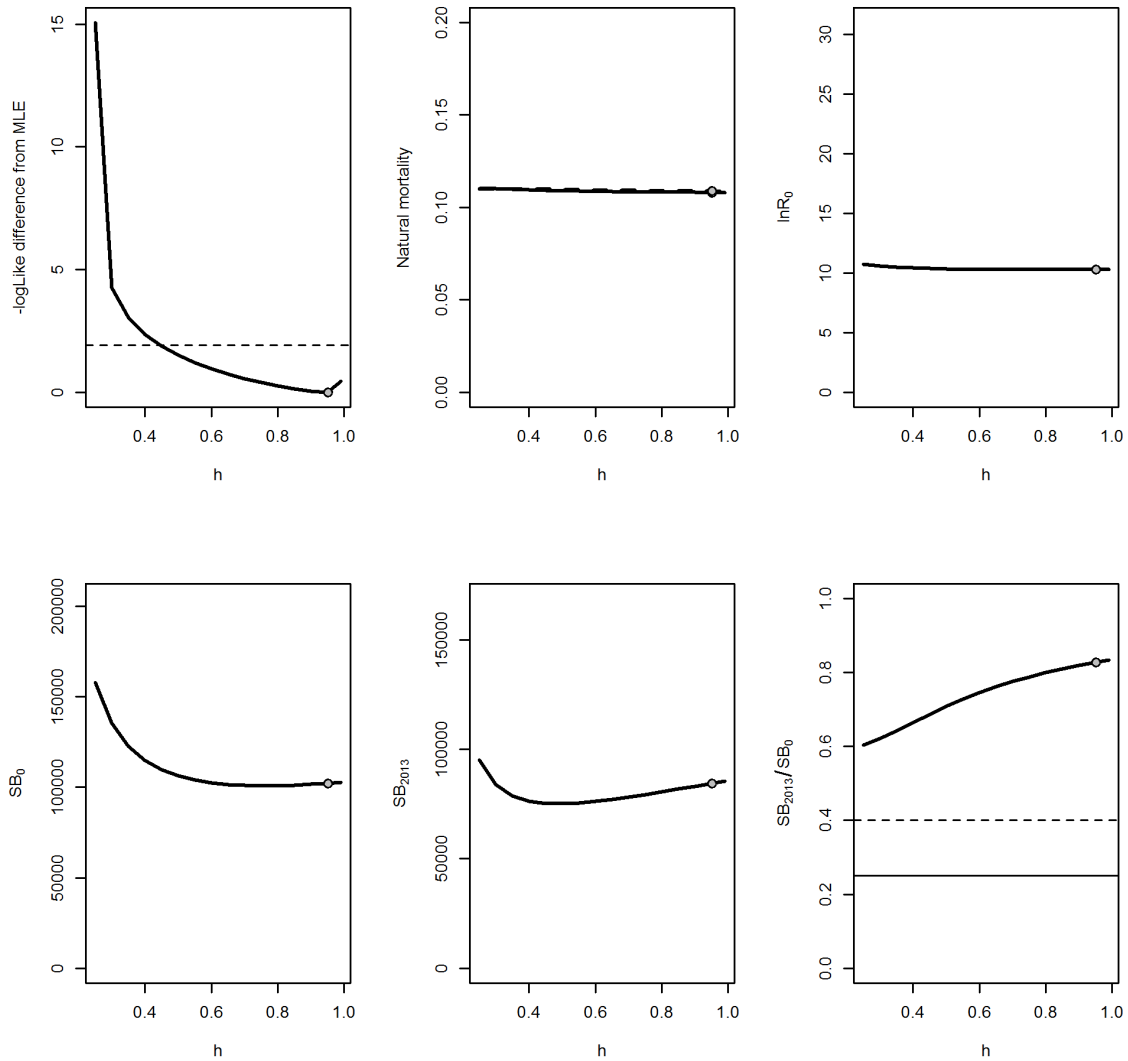 -logLike difference from MLE
0 5 10 15
0.4 0.6 0.8 1.0
h
Natural mortality
0.00 0.05 0.10 0.15 0.20
0.4 0.6 0.8 1.0
h
lnR0
0 5 10 15 20 25 30
0.4 0.6 0.8 1.0
h
SB0
0 50000 100000 150000 200000
0.4 0.6 0.8 1.0
h
SB2013
0 50000 100000 150000
0.4 0.6 0.8 1.0
h
SB2013/SB0
0.0 0.2 0.4 0.6 0.8 1.0
0.4 0.6 0.8 1.0
h